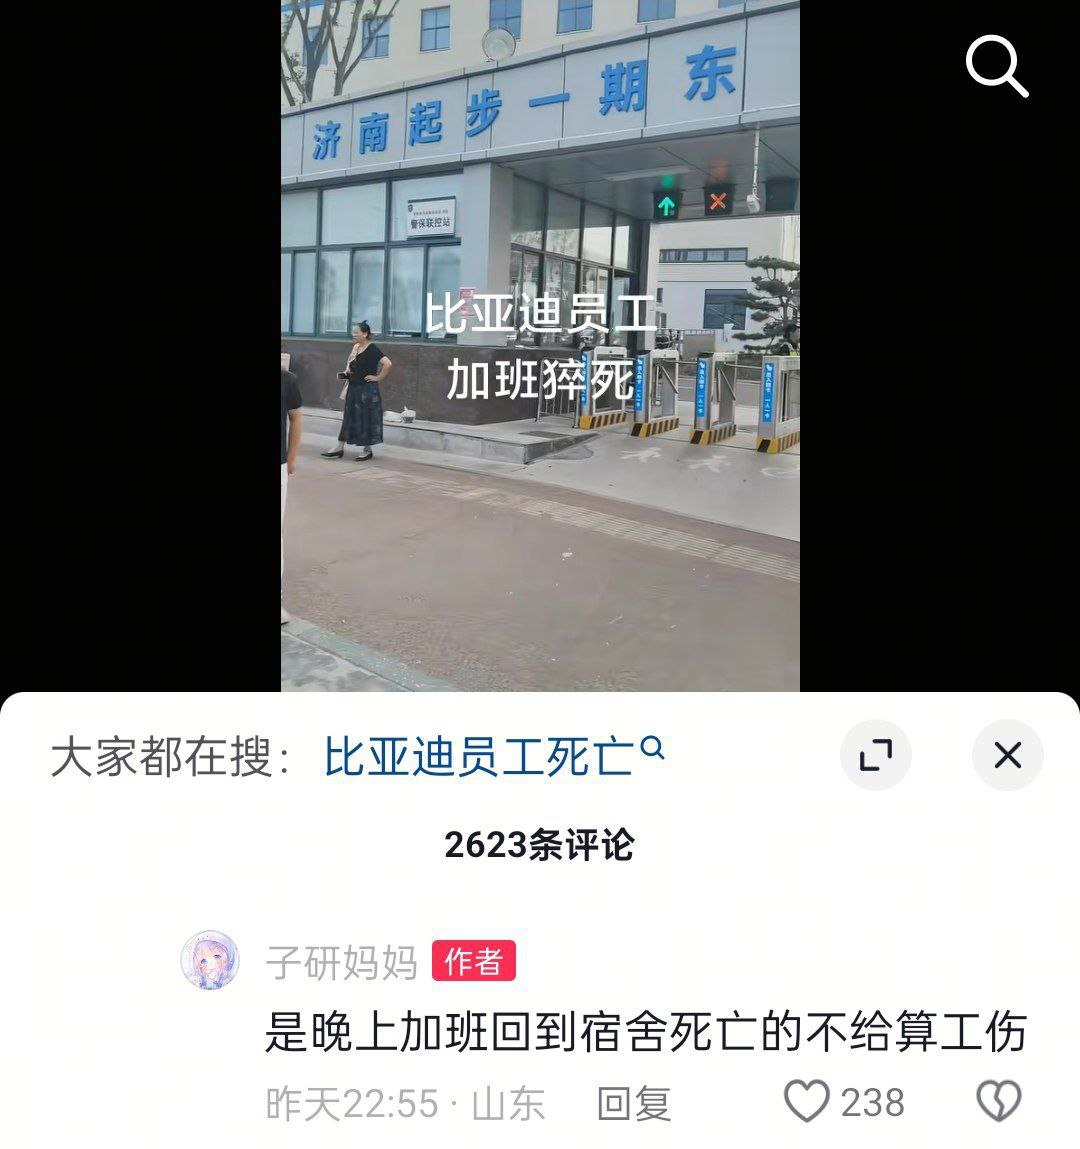 济南起步一期东
警保联控站
比亚迪员工
加班猝死
大家都在搜：比亚迪员工死亡
2623条评论
子研妈妈 作者
是晚上加班回到宿舍死亡的不给算工伤
昨天22:55 · 山东 回复 238